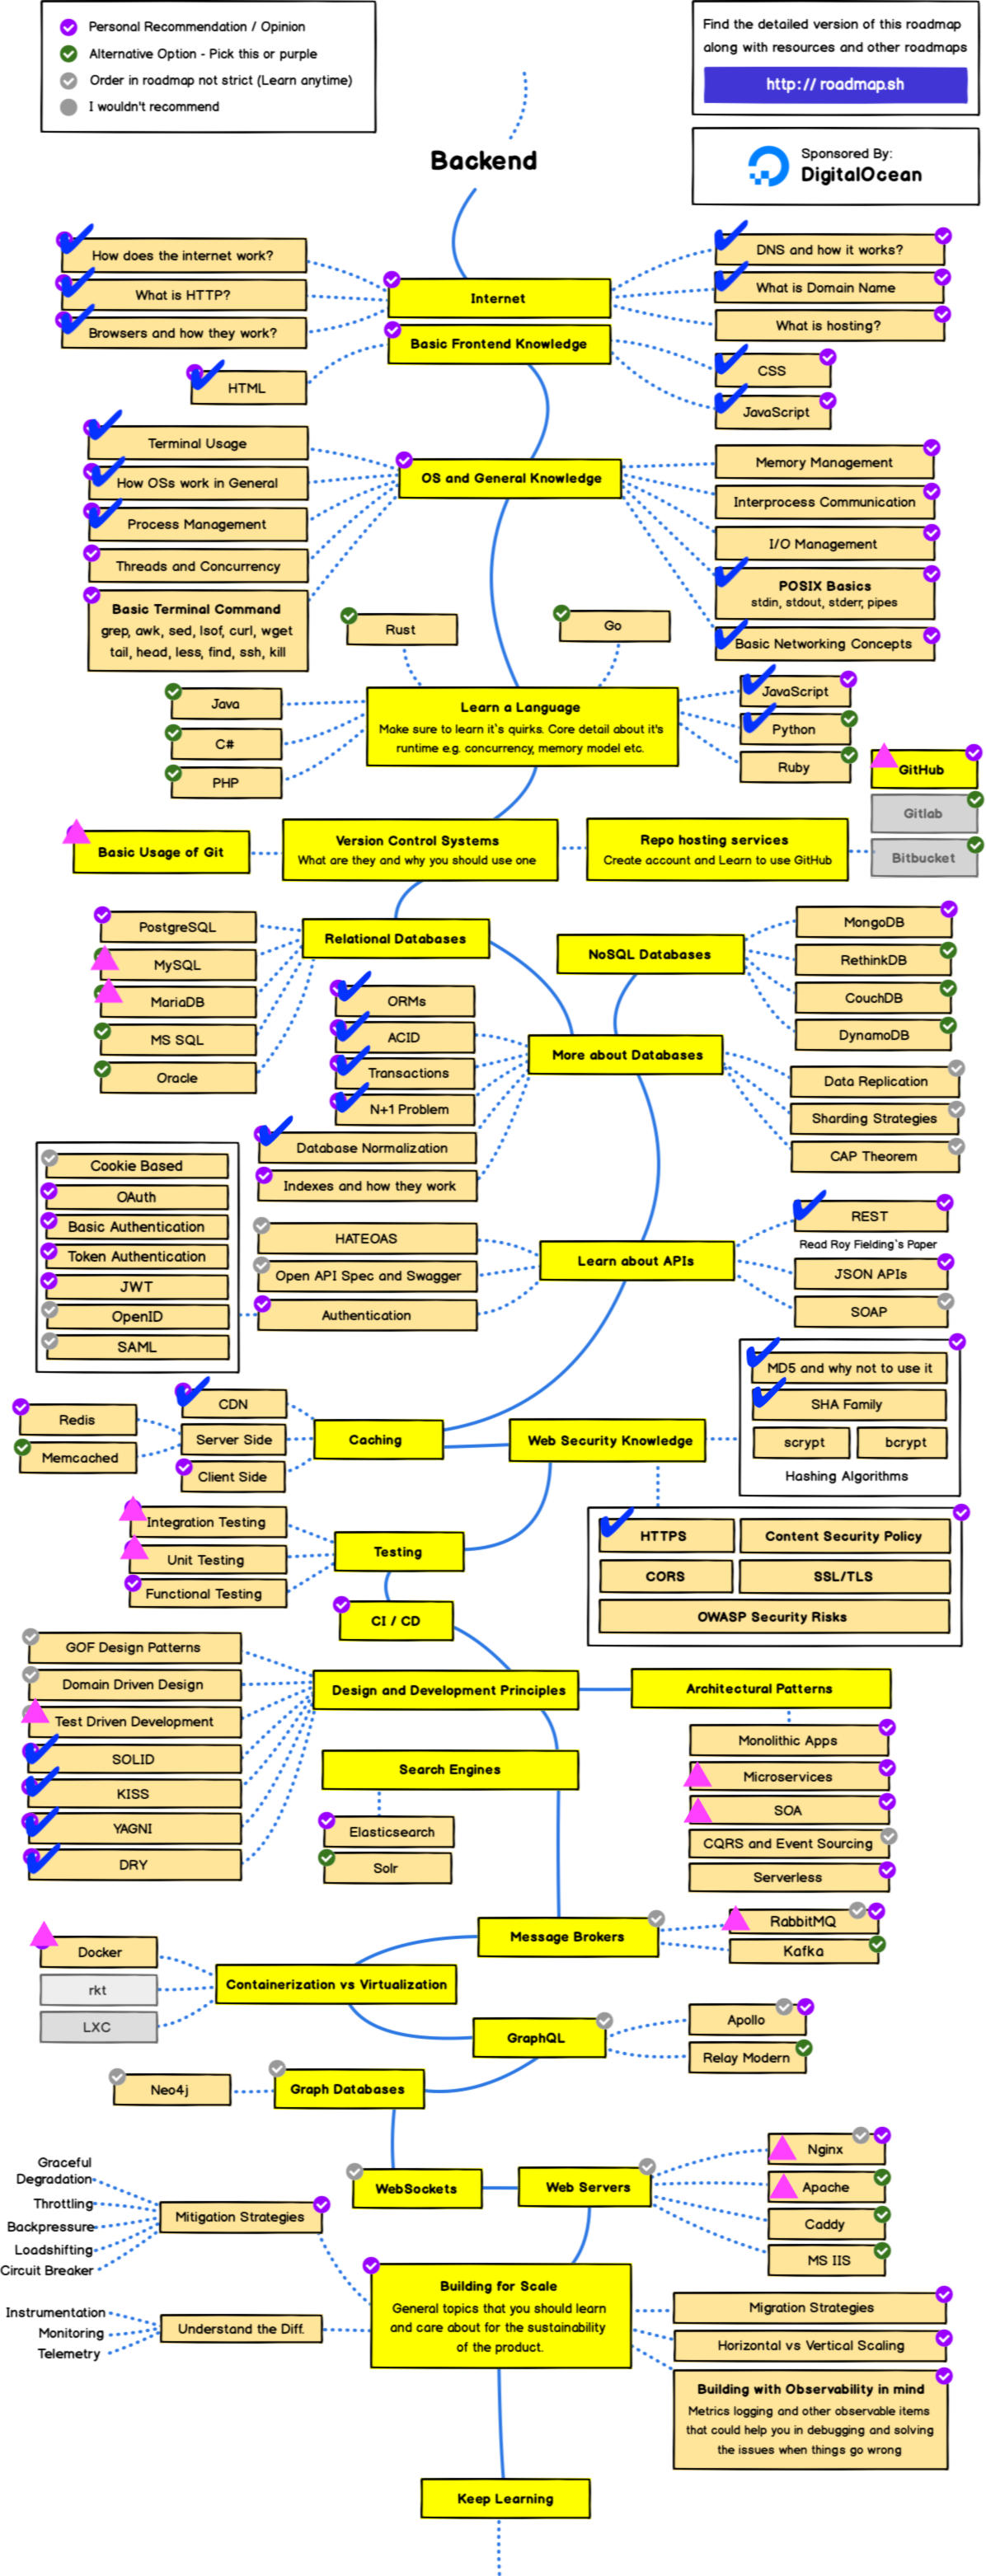 Personal Recommendation / Opinion
Alternative Option - Pick this or purple
Order in roadmap not strict (Learn anytime)
I wouldn't recommend
Find the detailed version of this roadmap
along with resources and other roadmaps
http:// roadmap.sh
Sponsored By:
DigitalOcean
Backend
How does the internet work?
What is HTTP?
Browsers and how they work?
Internet
DNS and how it works?
What is Domain Name
What is hosting?
Basic Frontend Knowledge
HTML
CSS
JavaScript
Terminal Usage
How OSs work in General
Process Management
Threads and Concurrency
Basic Terminal Command
grep, awk, sed, lsof, curl, wget
tail, head, less, find, ssh, kill
OS and General Knowledge
Memory Management
Interprocess Communication
I/O Management
POSIX Basics
stdin, stdout, stderr, pipes
Basic Networking Concepts
Rust
Go
Java
C#
PHP
Learn a Language
Make sure to learn it`s quirks. Core detail about it's
runtime e.g. concurrency, memory model etc.
JavaScript
Python
Ruby
GitHub
Gitlab
Bitbucket
Basic Usage of Git
Version Control Systems
What are they and why you should use one
Repo hosting services
Create account and Learn to use GitHub
PostgreSQL
MySQL
MariaDB
MS SQL
Oracle
Relational Databases
NoSQL Databases
MongoDB
RethinkDB
CouchDB
DynamoDB
ORMs
ACID
Transactions
N+1 Problem
Database Normalization
Indexes and how they work
More about Databases
Data Replication
Sharding Strategies
CAP Theorem
Cookie Based
OAuth
Basic Authentication
Token Authentication
JWT
OpenID
SAML
HATEOAS
Open API Spec and Swagger
Authentication
Learn about APIs
REST
Read Roy Fielding`s Paper
JSON APIs
SOAP
MD5 and why not to use it
SHA Family
scrypt
bcrypt
Hashing Algorithms
Redis
Memcached
CDN
Server Side
Client Side
Caching
Web Security Knowledge
HTTPS
Content Security Policy
CORS
SSL/TLS
OWASP Security Risks
Integration Testing
Unit Testing
Functional Testing
Testing
CI / CD
GOF Design Patterns
Domain Driven Design
Test Driven Development
SOLID
KISS
YAGNI
DRY
Design and Development Principles
Architectural Patterns
Monolithic Apps
Microservices
SOA
CQRS and Event Sourcing
Serverless
Search Engines
Elasticsearch
Solr
Message Brokers
RabbitMQ
Kafka
Docker
rkt
LXC
Containerization vs Virtualization
GraphQL
Apollo
Relay Modern
Neo4j
Graph Databases
WebSockets
Web Servers
Nginx
Apache
Caddy
MS IIS
Graceful
Degradation
Throttling
Backpressure
Loadshifting
Circuit Breaker
Mitigation Strategies
Instrumentation
Monitoring
Telemetry
Understand the Diff.
Building for Scale
General topics that you should learn
and care about for the sustainability
of the product.
Migration Strategies
Horizontal vs Vertical Scaling
Building with Observability in mind
Metrics logging and other observable items
that could help you in debugging and solving
the issues when things go wrong
Keep Learning